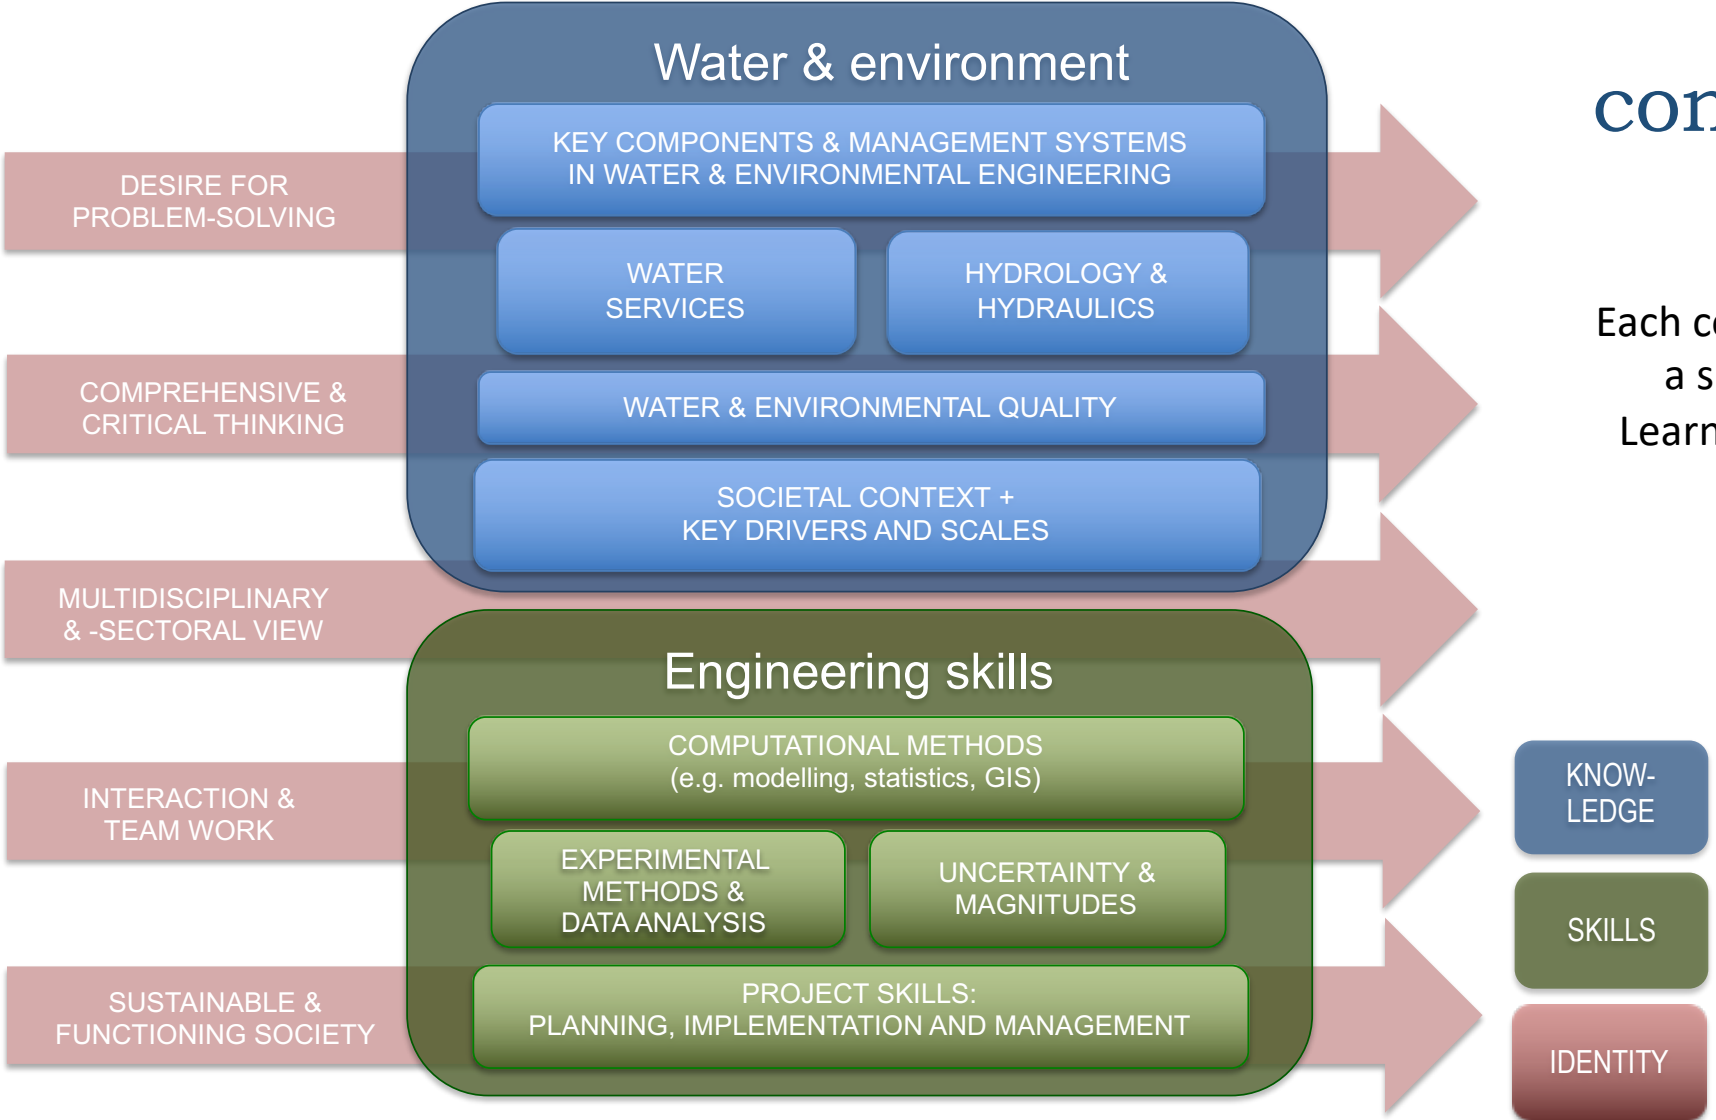 Water & environment
KEY COMPONENTS & MANAGEMENT SYSTEMS
IN WATER & ENVIRONMENTAL ENGINEERING
WATER
SERVICES
HYDROLOGY &
HYDRAULICS
WATER & ENVIRONMENTAL QUALITY
SOCIETAL CONTEXT +
KEY DRIVERS AND SCALES
Engineering skills
COMPUTATIONAL METHODS
(e.g. modelling, statistics, GIS)
EXPERIMENTAL
METHODS &
DATA ANALYSIS
UNCERTAINTY &
MAGNITUDES
PROJECT SKILLS:
PLANNING, IMPLEMENTATION AND MANAGEMENT
DESIRE FOR
PROBLEM-SOLVING
COMPREHENSIVE &
CRITICAL THINKING
MULTIDISCIPLINARY
& -SECTORAL VIEW
INTERACTION &
TEAM WORK
SUSTAINABLE &
FUNCTIONING SOCIETY
Each
a
KNOW-
LEDGE
SKILLS
IDENTITY